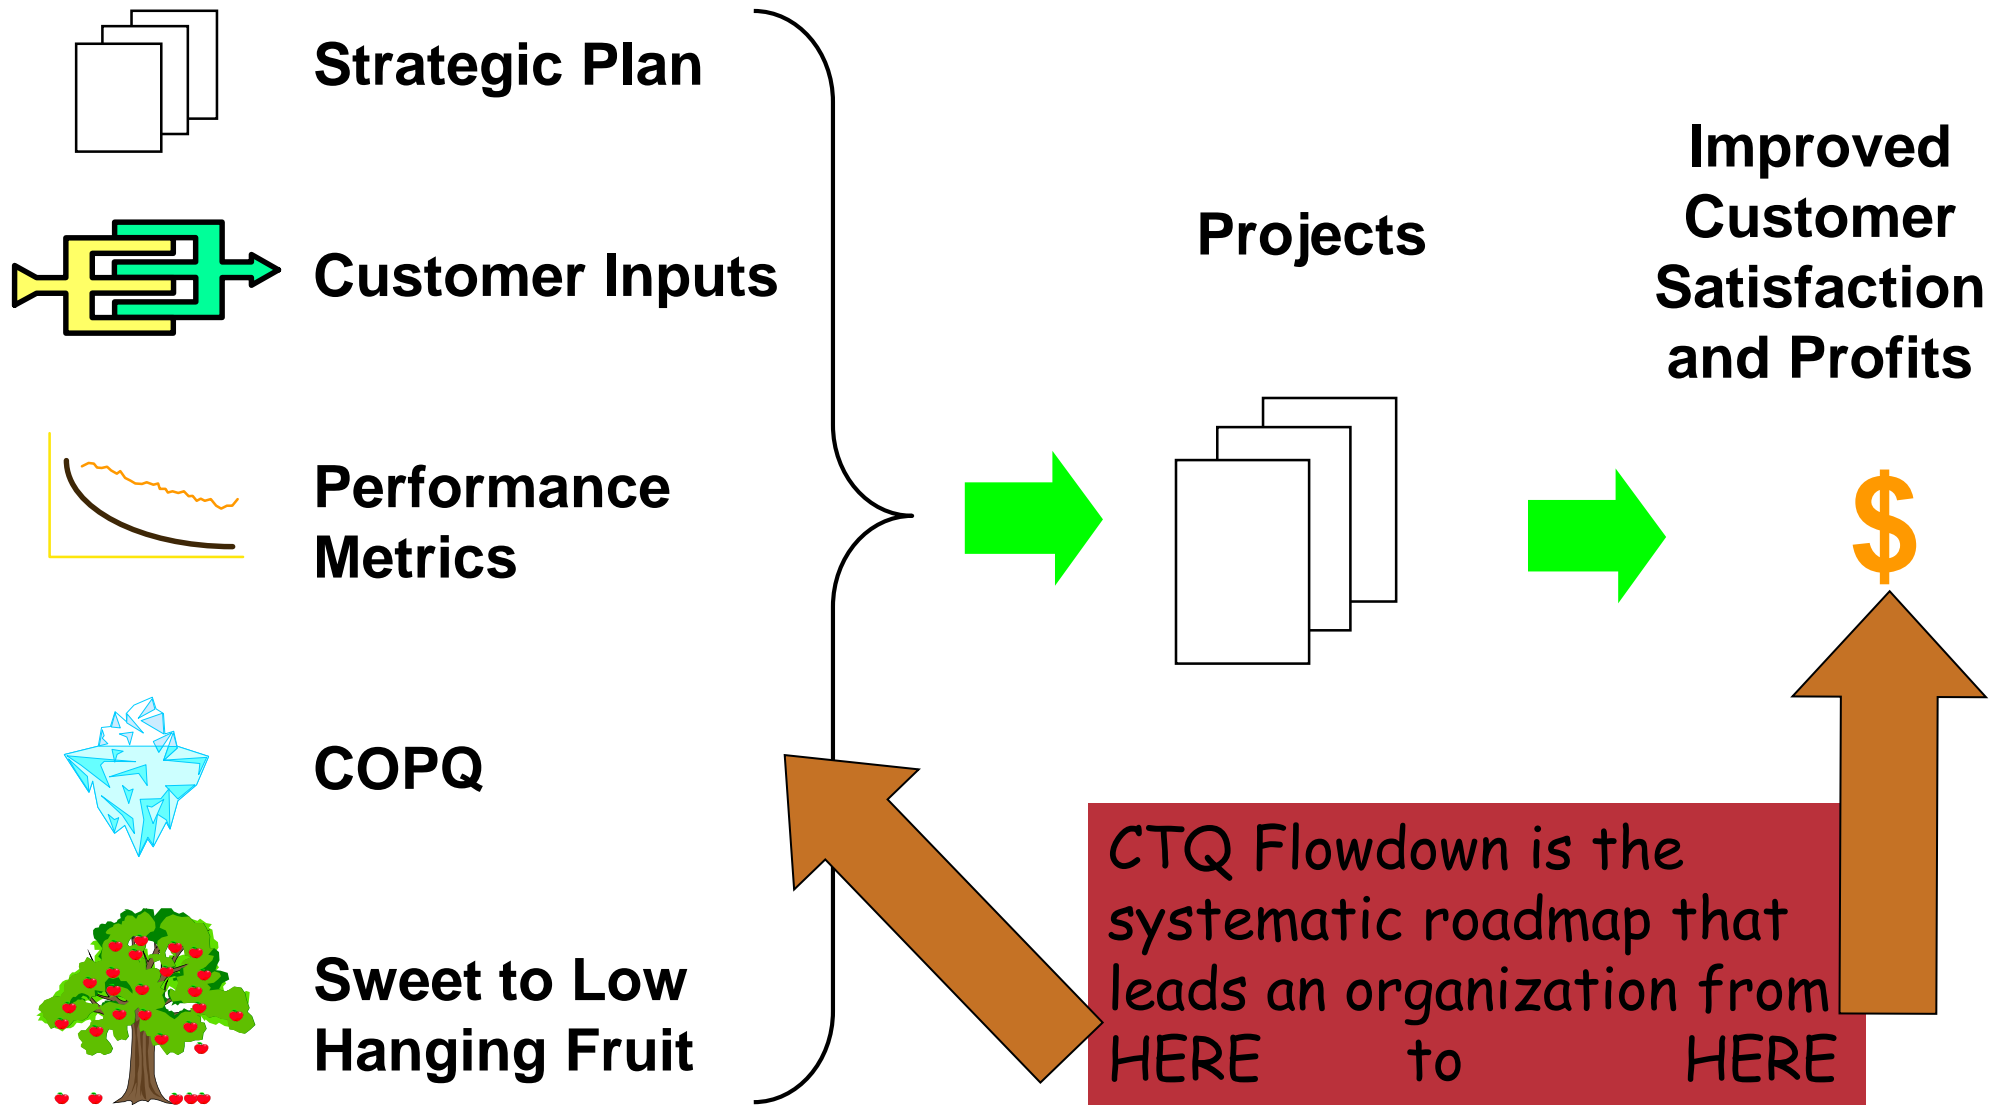 Strategic Plan
Customer Inputs
Performance
Metrics
COPQ
Sweet to Low
Hanging Fruit
Projects
Improved
Customer
Satisfaction
and Profits
$
CTQ Flowdown is the
systematic roadmap that
leads an organization from
HERE to HERE